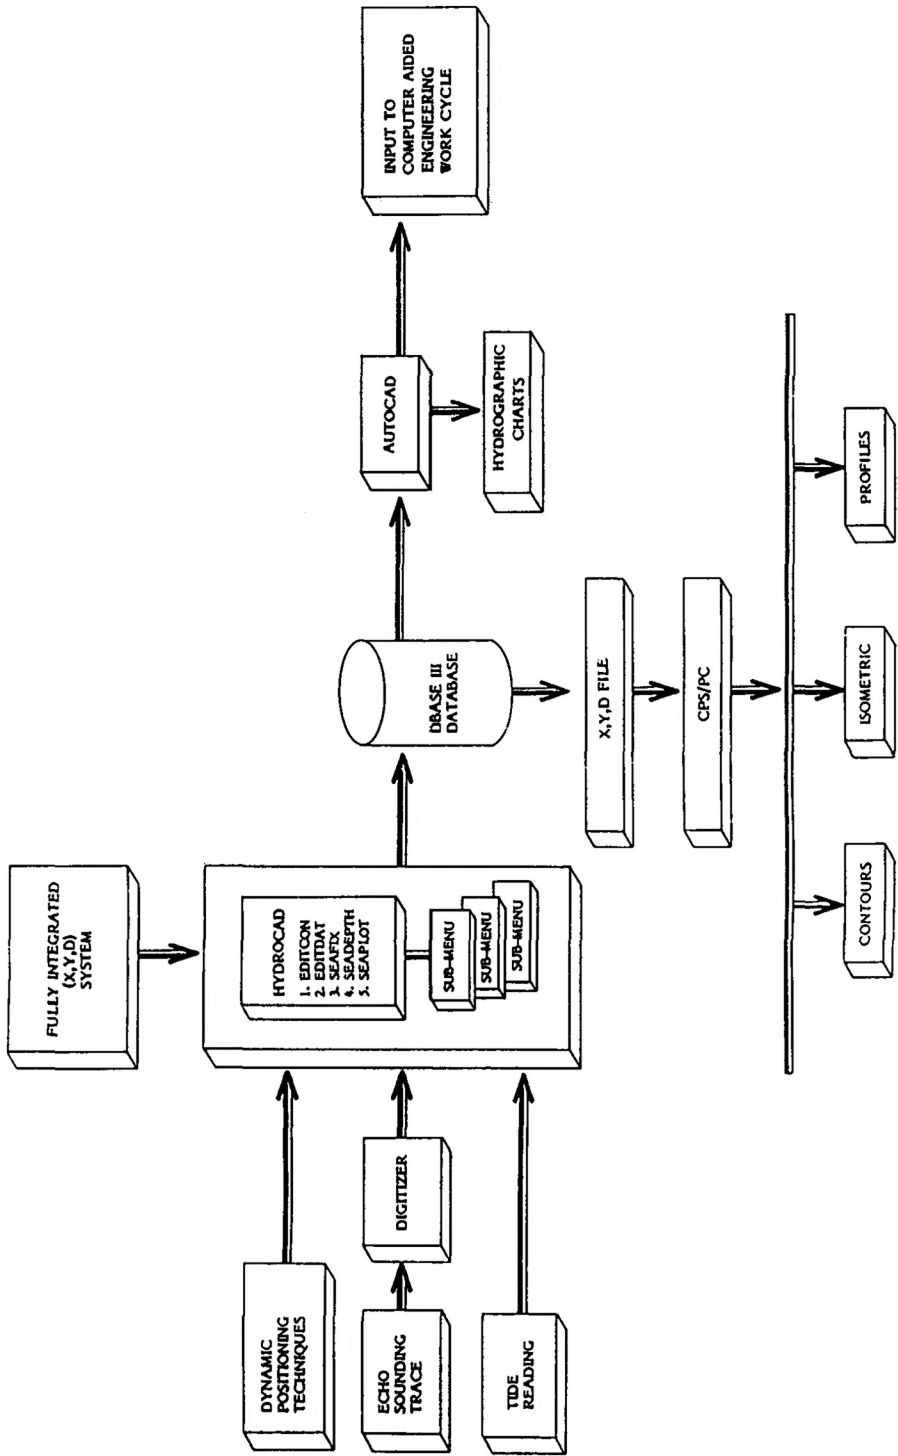 FULLY INTEGRATED
(X,Y,D)
SYSTEM
DYNAMIC
POSITIONING
TECHNIQUES
ECHO
SOUNDING
TRACE
TIDE
READING
DIGITIZER
HYDROCAD
1. EDITCON
2. EDITDAT
3. SEAFIX
4. SEADEPTH
5. SEAPLOT
SUB-MENU
SUB-MENU
SUB-MENU
DBASE III
DATABASE
AUTOCAD
INPUT TO
COMPUTER AIDED
ENGINEERING
WORK CYCLE
HYDROGRAPHIC
CHARTS
X,Y,D FILE
CPS/PC
CONTOURS
ISOMETRIC
PROFILES